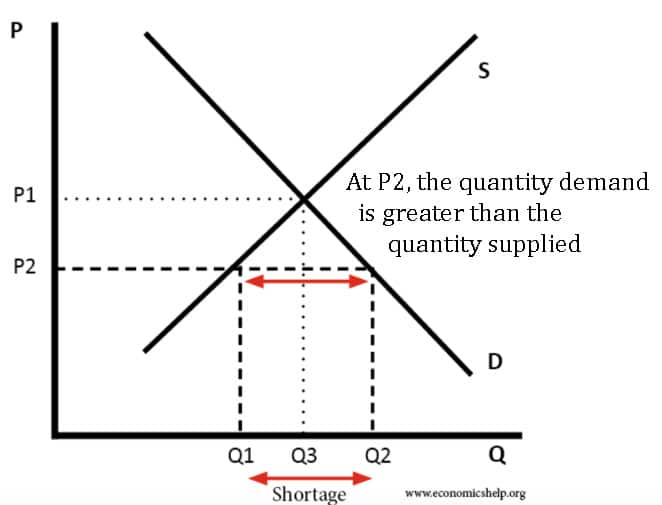 P
S
P1
At P2, the quantity demand
is greater than the
quantity supplied
P2
D
Q1 Q3 Q2 Q
Shortage
www.economicshelp.org